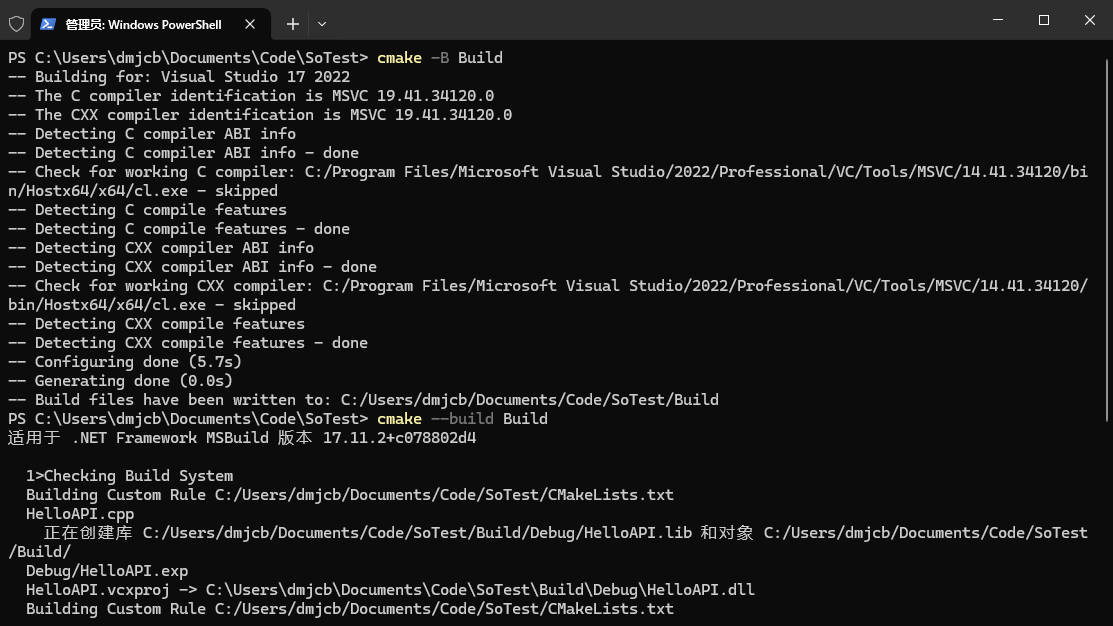 管理员: Windows PowerShell
PS C:\Users\dmjcb\Documents\Code\SoTest> cmake -B Build
-- Building for: Visual Studio 17 2022
-- The C compiler identification is MSVC 19.41.34120.0
-- The CXX compiler identification is MSVC 19.41.34120.0
-- Detecting C compiler ABI info
-- Detecting C compiler ABI info - done
-- Check for working C compiler: C:/Program Files/Microsoft Visual Studio/2022/Professional/VC/Tools/MSVC/14.41.34120/bi
n/Hostx64/x64/cl.exe - skipped
-- Detecting C compile features
-- Detecting C compile features - done
-- Detecting CXX compiler ABI info
-- Detecting CXX compiler ABI info - done
-- Check for working CXX compiler: C:/Program Files/Microsoft Visual Studio/2022/Professional/VC/Tools/MSVC/14.41.34120/
bin/Hostx64/x64/cl.exe - skipped
-- Detecting CXX compile features
-- Detecting CXX compile features - done
-- Configuring done (5.7s)
-- Generating done (0.0s)
-- Build files have been written to: C:/Users/dmjcb/Documents/Code/SoTest/Build
PS C:\Users\dmjcb\Documents\Code\SoTest> cmake --build Build
适用于 .NET Framework MSBuild 版本 17.11.2+c078802d4
1>Checking Build System
Building Custom Rule C:/Users/dmjcb/Documents/Code/SoTest/CMakeLists.txt
HelloAPI.cpp
正在创建库 C:/Users/dmjcb/Documents/Code/SoTest/Build/Debug/HelloAPI.lib 和对象 C:/Users/dmjcb/Documents/Code/SoTest
/Build/
Debug/HelloAPI.exp
HelloAPI.vcxproj -> C:\Users\dmjcb\Documents\Code\SoTest\Build\Debug\HelloAPI.dll
Building Custom Rule C:/Users/dmjcb/Documents/Code/SoTest/CMakeLists.txt